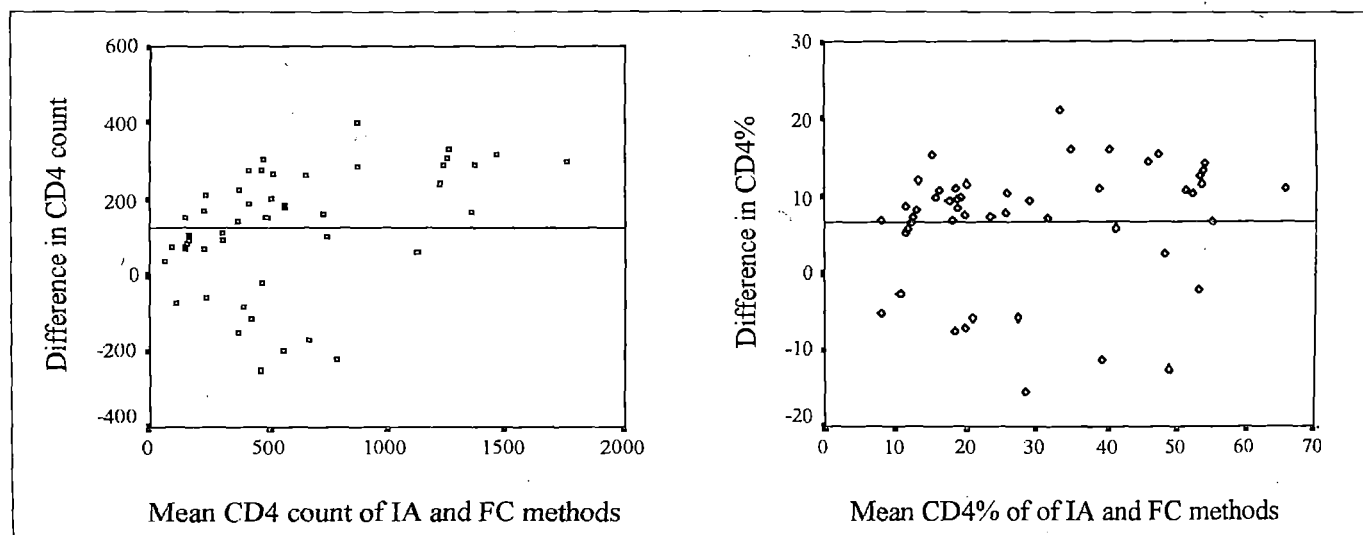 600
400
200
0
-200
-400
Difference in CD4 count
0 500 1000 1500 2000
Mean CD4 count of IA and FC methods
30
20
10
0
-10
-20
Difference in CD4%
0 10 20 30 40 50 60 70
Mean CD4% of of IA and FC methods